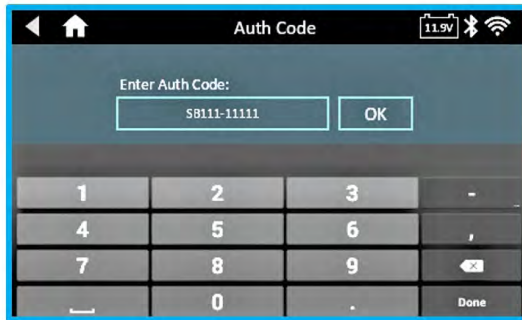 Auth Code 11.9V
Enter Auth Code:
SB111-11111 OK
1 2 3 -
4 5 6 ,
7 8 9
0 . Done